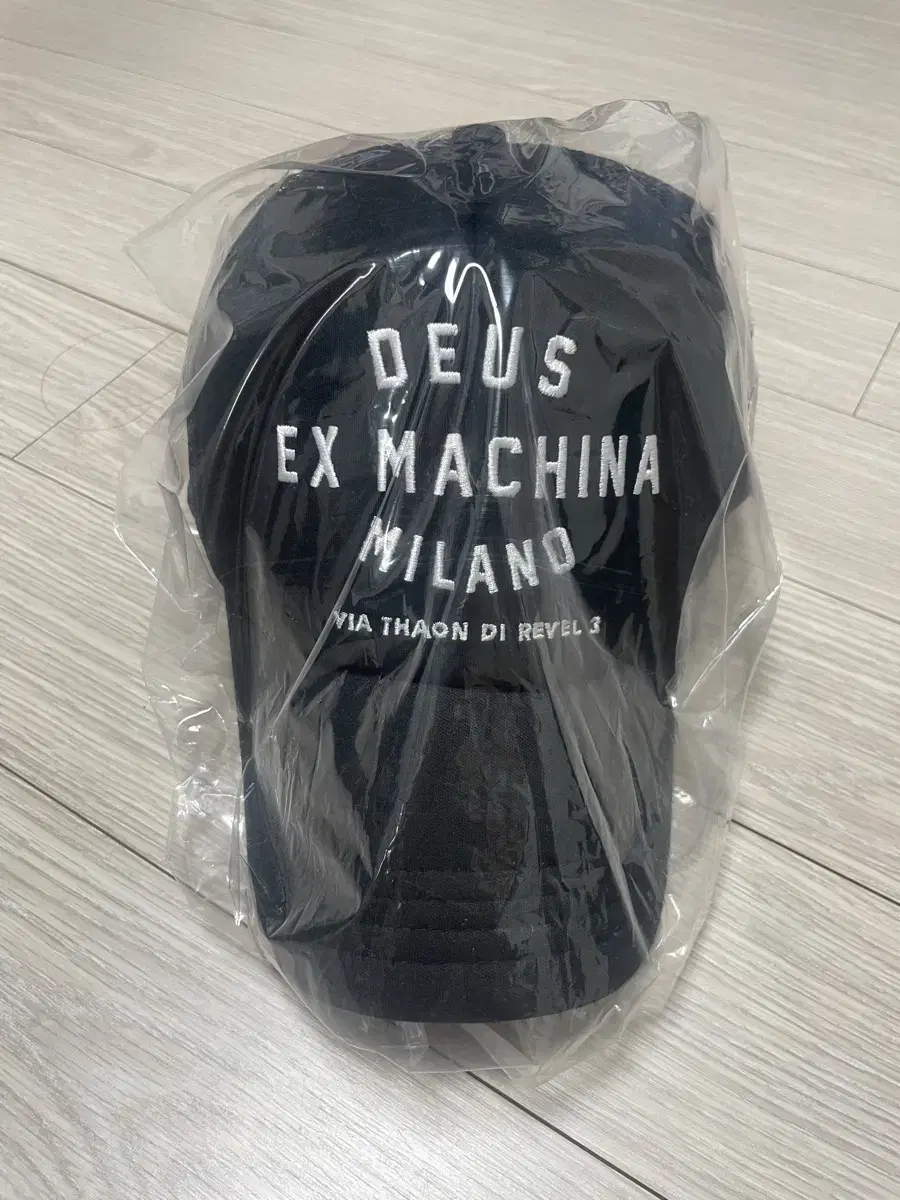 DEUS
EX MACHINA
MILANO
VIA THAON DI REVEL 3